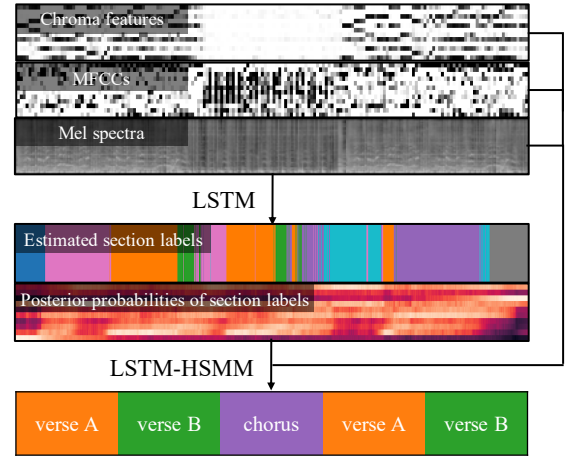 Chroma features
MFCCs
Mel spectra
LSTM
Estimated section labels
Posterior probabilities of section labels
LSTM-HSMM
verse A verse B chorus verse A verse B